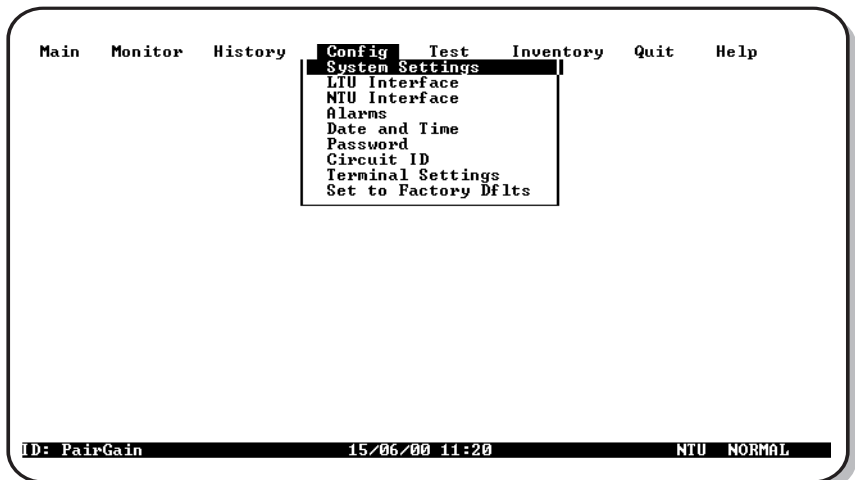 Main Monitor History Config Test Inventory Quit Help
System Settings
LTU Interface
NTU Interface
Alarms
Date and Time
Password
Circuit ID
Terminal Settings
Set to Factory Dflts
ID: PairGain 15/06/00 11:20 NTU NORMAL